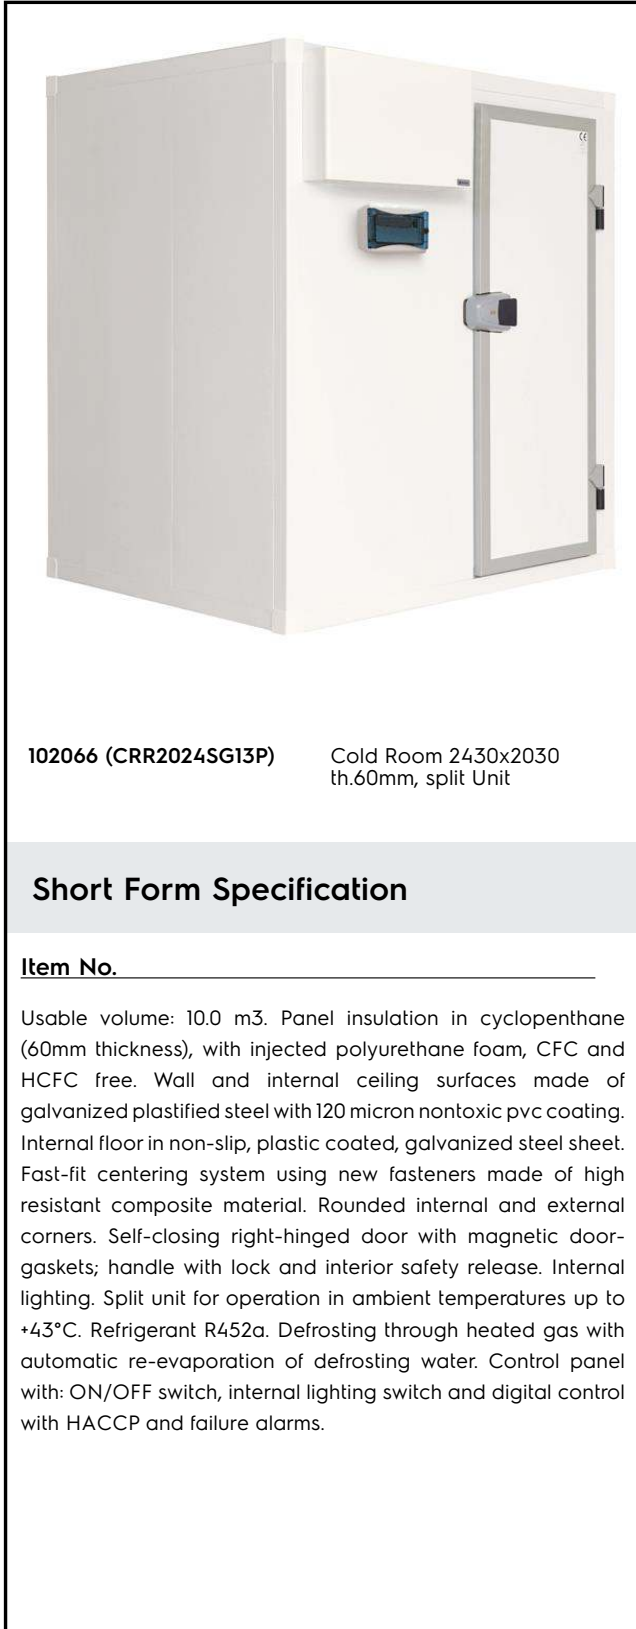 CE
102066 (CRR2024SG13P)
Cold Room 2430x2030
th.60mm, split Unit
Short Form Specification
Item No.
Usable volume: 10.0 m3. Panel insulation in cyclopenthane
(60mm thickness), with injected polyurethane foam, CFC and
HCFC free. Wall and internal ceiling surfaces made of
galvanized plastified steel with 120 micron nontoxic pvc coating.
Internal floor in non-slip, plastic coated, galvanized steel sheet.
Fast-fit centering system using new fasteners made of high
resistant composite material. Rounded internal and external
corners. Self-closing right-hinged door with magnetic door-
gaskets; handle with lock and interior safety release. Internal
lighting. Split unit for operation in ambient temperatures up to
+43°C. Refrigerant R452a. Defrosting through heated gas with
automatic re-evaporation of defrosting water. Control panel
with: ON/OFF switch, internal lighting switch and digital control
with HACCP and failure alarms.